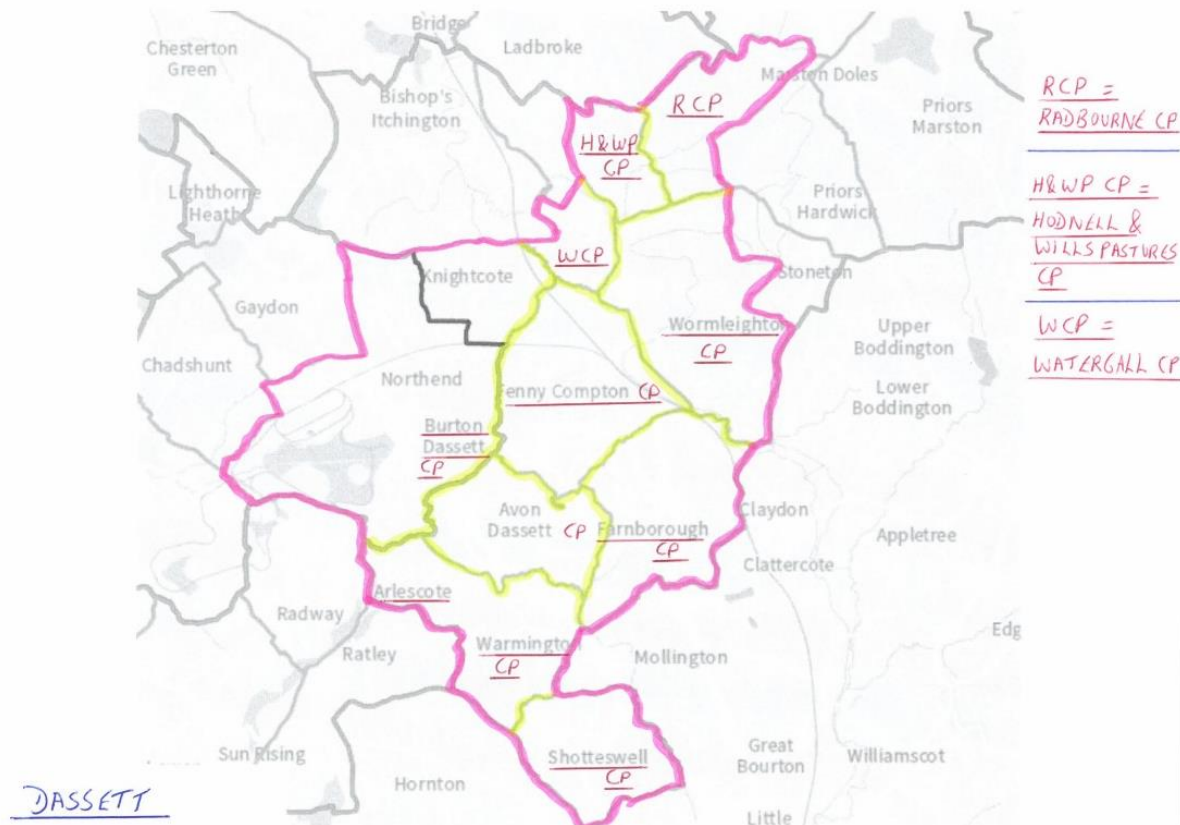 Bridge
Ladbroke
Chesterton
Green
Bishop's
Itchington
Marston Doles
Priors
Marston
RCP
H&WP
CP
Lighthorne
Heath
Priors
Hardwick
WCP
Knightcote
Stoneton
Gaydon
Wormleighton
CP
Upper
Boddington
Chadshunt
Northend
Fenny Compton CP
Lower
Boddington
Burton
Dassett
CP
Avon
Dassett CP
Farnborough
CP
Claydon
Appletree
Clattercote
Arlescote
Radway
Edg
Ratley
Warmington
CP
Mollington
Sun Rising
Hornton
Shotteswell
CP
Great
Bourton
Williamscot
Little
RCP =
RADBOURNE CP
H&WP CP =
HODNELL &
WILLS PASTURES
CP
WCP =
WATERGALL CP
DASSETT